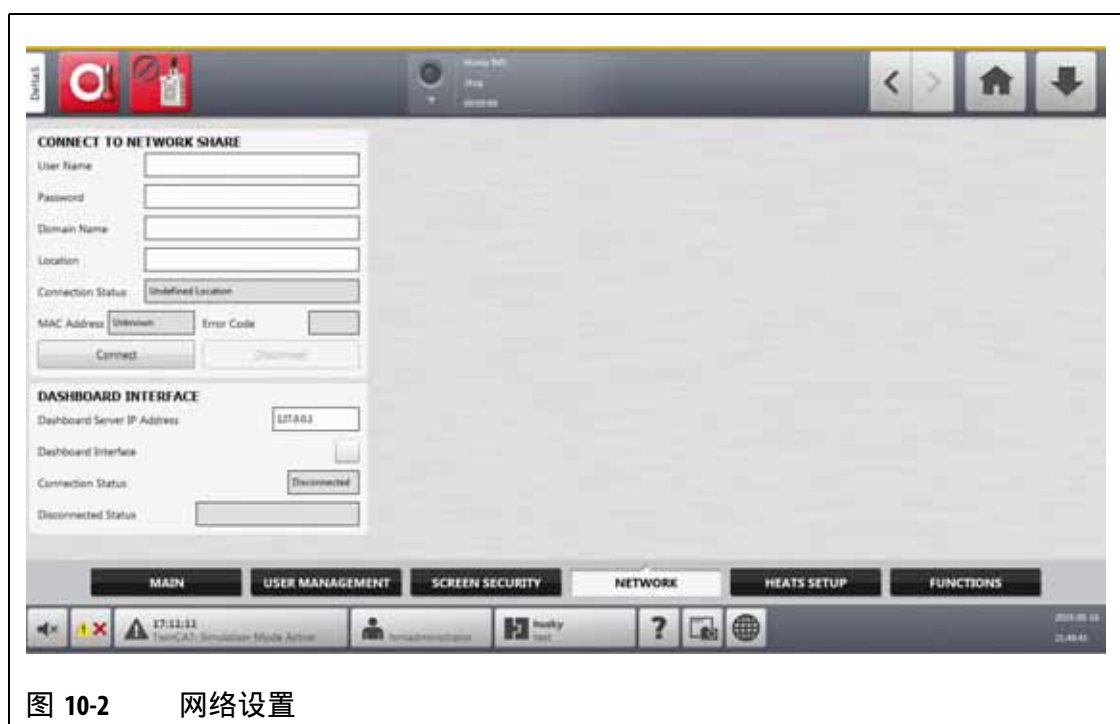 CONNECT TO NETWORK SHARE
User Name
Password
Domain Name
Location
Connection Status Undefined Location
MAC Address Unknown Error Code
Connect Disconnect
DASHBOARD INTERFACE
Dashboard Server IP Address 127.0.0.1
Dashboard Interface
Connection Status Disconnected
Disconnected Status
MAIN USER MANAGEMENT SCREEN SECURITY NETWORK HEATS SETUP FUNCTIONS
17:11:11
TwinCAT: Simulation Mode Active
hmiadministrator
husky
test
?
图 10-2 网络设置